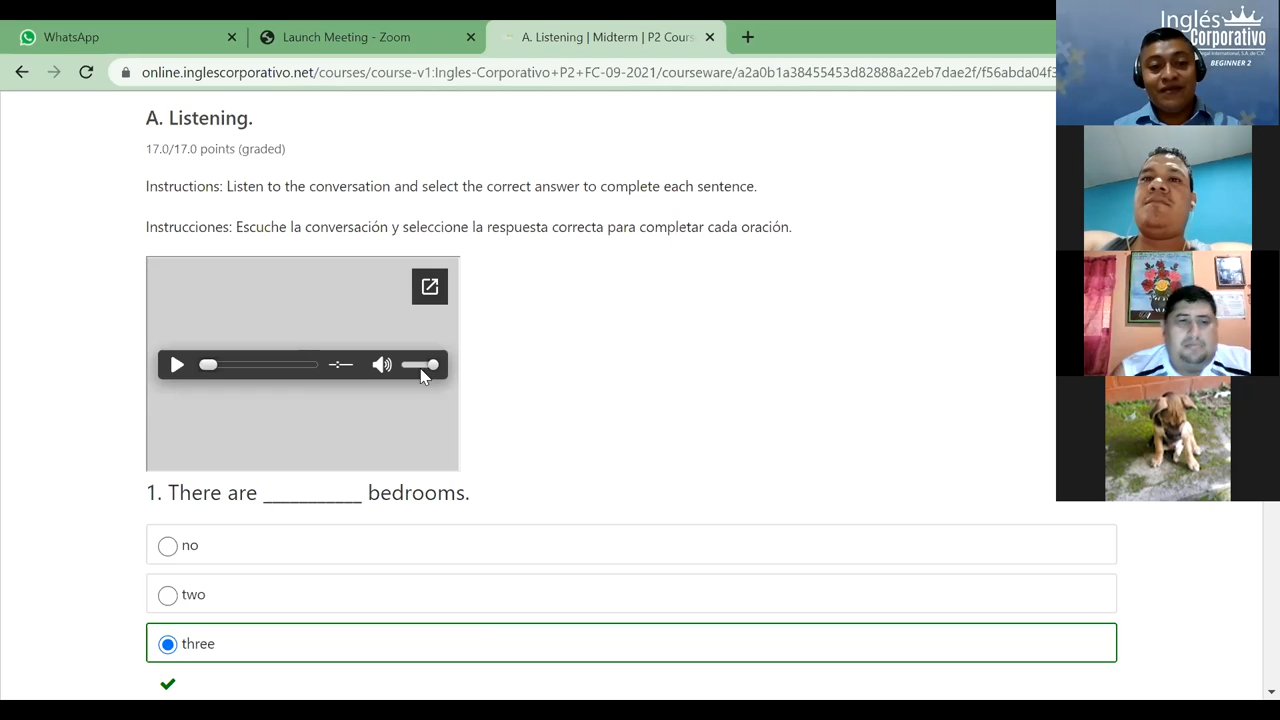 WhatsApp
Launch Meeting - Zoom
A. Listening | Midterm | P2 Cours
online.inglescorporativo.net/courses/course-v1:Ingles-Corporativo+P2+FC-09-2021/courseware/a2a0b1a38455453d82888a22eb7dae2f/f56abda04f3
Inglés
Corporativo
BEGINNER 2
A. Listening.
17.0/17.0 points (graded)
Instructions: Listen to the conversation and select the correct answer to complete each sentence.
Instrucciones: Escuche la conversación y seleccione la respuesta correcta para completar cada oración.
-:--
1. There are ___________ bedrooms.
no
two
three